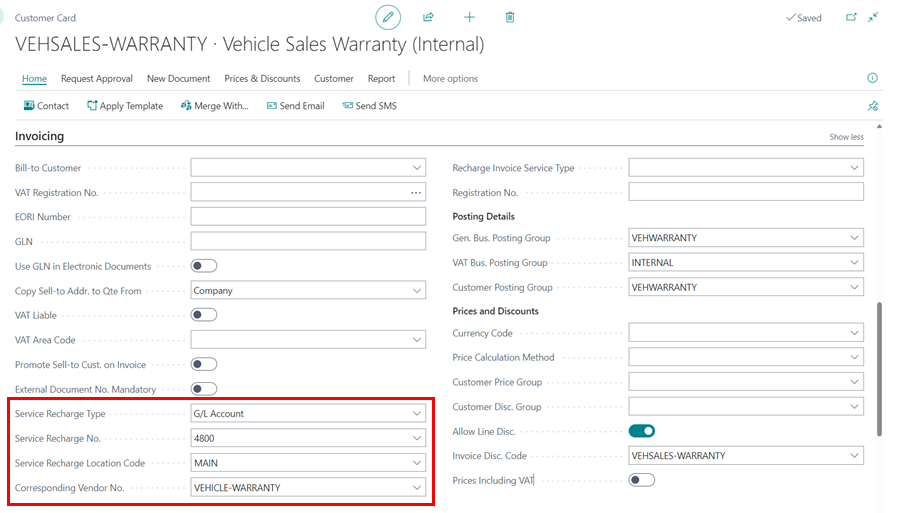 Customer Card
Saved
VEHSALES-WARRANTY · Vehicle Sales Warranty (Internal)
Home Request Approval New Document Prices & Discounts Customer Report More options
Contact Apply Template Merge With... Send Email Send SMS
Invoicing
Show less
Bill-to Customer
VAT Registration No.
EORI Number
GLN
Use GLN in Electronic Documents
Copy Sell-to Addr. to Qte From Company
VAT Liable
VAT Area Code
Promote Sell-to Cust. on Invoice
External Document No. Mandatory
Service Recharge Type G/L Account
Service Recharge No. 4800
Service Recharge Location Code MAIN
Corresponding Vendor No. VEHICLE-WARRANTY
Recharge Invoice Service Type
Registration No.
Posting Details
Gen. Bus. Posting Group VEHWARRANTY
VAT Bus. Posting Group INTERNAL
Customer Posting Group VEHWARRANTY
Prices and Discounts
Currency Code
Price Calculation Method
Customer Price Group
Customer Disc. Group
Allow Line Disc.
Invoice Disc. Code VEHSALES-WARRANTY
Prices Including VAT